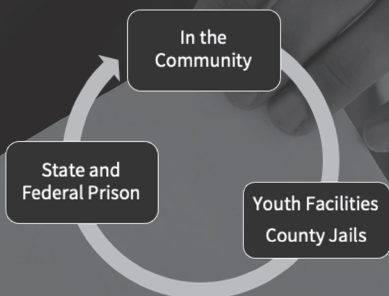 In the
Community
State and
Federal Prison
Youth Facilities
County Jails